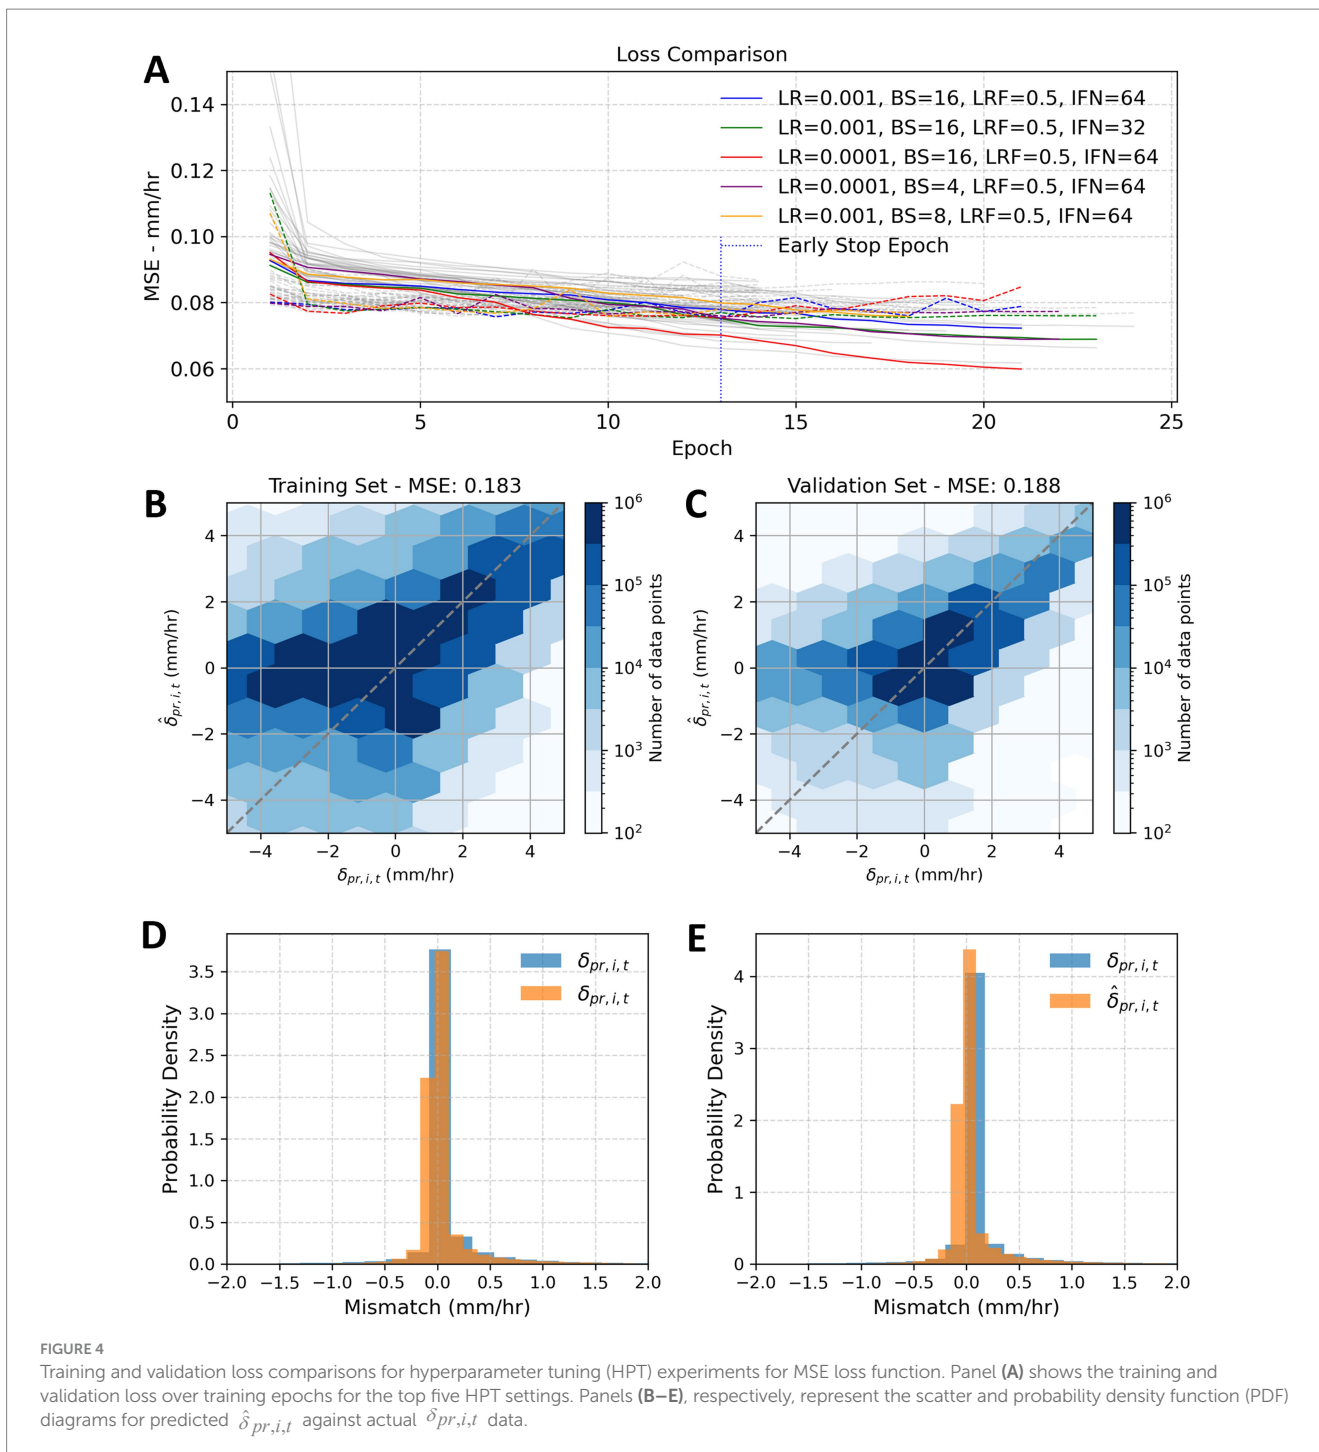 A
Loss Comparison
MSE - mm/hr
0.14
0.12
0.10
0.08
0.06
LR=0.001, BS=16, LRF=0.5, IFN=64
LR=0.001, BS=16, LRF=0.5, IFN=32
LR=0.0001, BS=16, LRF=0.5, IFN=64
LR=0.0001, BS=4, LRF=0.5, IFN=64
LR=0.001, BS=8, LRF=0.5, IFN=64
Early Stop Epoch
0 5 10 15 20 25
Epoch
B
Training Set - MSE: 0.183
δ̂pr, i, t (mm/hr)
4
2
0
−2
−4
−4 −2 0 2 4
δpr, i, t (mm/hr)
10⁶
10⁵
10⁴
10³
10²
Number of data points
C
Validation Set - MSE: 0.188
δ̂pr, i, t (mm/hr)
4
2
0
−2
−4
−4 −2 0 2 4
δpr, i, t (mm/hr)
10⁶
10⁵
10⁴
10³
10²
Number of data points
D
Probability Density
3.5
3.0
2.5
2.0
1.5
1.0
0.5
0.0
δpr, i, t
δpr, i, t
−2.0 −1.5 −1.0 −0.5 0.0 0.5 1.0 1.5 2.0
Mismatch (mm/hr)
E
Probability Density
4
3
2
1
0
δpr, i, t
δ̂pr, i, t
−2.0 −1.5 −1.0 −0.5 0.0 0.5 1.0 1.5 2.0
Mismatch (mm/hr)
FIGURE 4
Training and validation loss comparisons for hyperparameter tuning (HPT) experiments for MSE loss function. Panel (A) shows the training and
validation loss over training epochs for the top five HPT settings. Panels (B–E), respectively, represent the scatter and probability density function (PDF)
diagrams for predicted δ̂pr,i,t against actual δpr,i,t data.